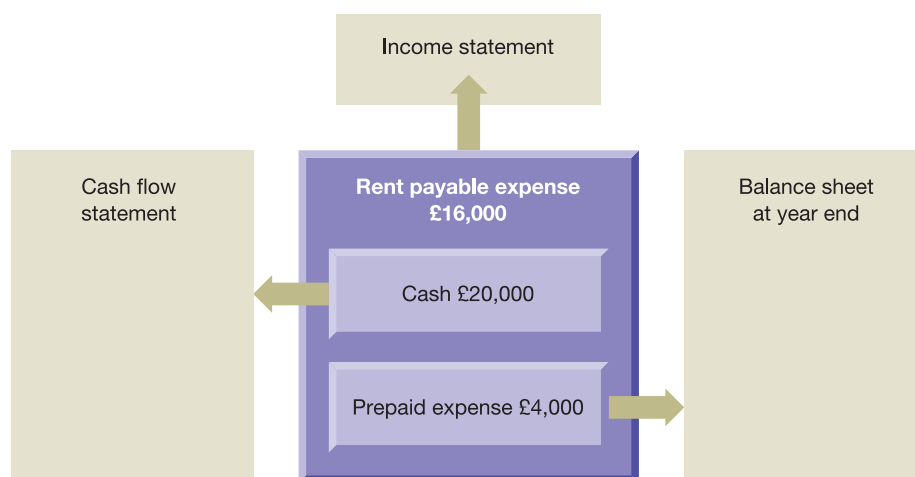 Income statement
Cash flow
statement
Rent payable expense
£16,000
Cash £20,000
Prepaid expense £4,000
Balance sheet
at year end